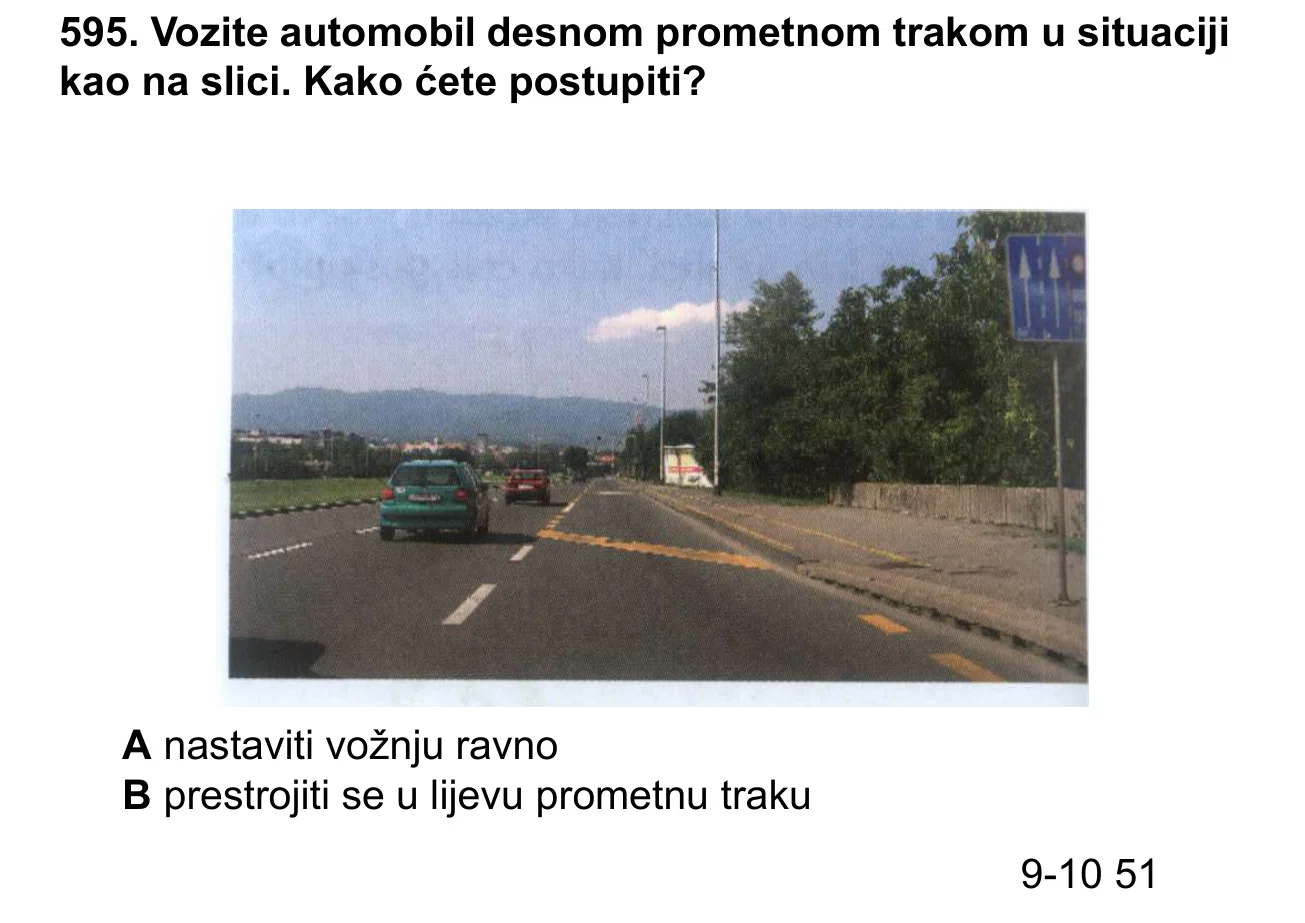 595. Vozite automobil desnom prometnom trakom u situaciji
kao na slici. Kako ćete postupiti?
A nastaviti vožnju ravno
B prestrojiti se u lijevu prometnu traku
9-10 51